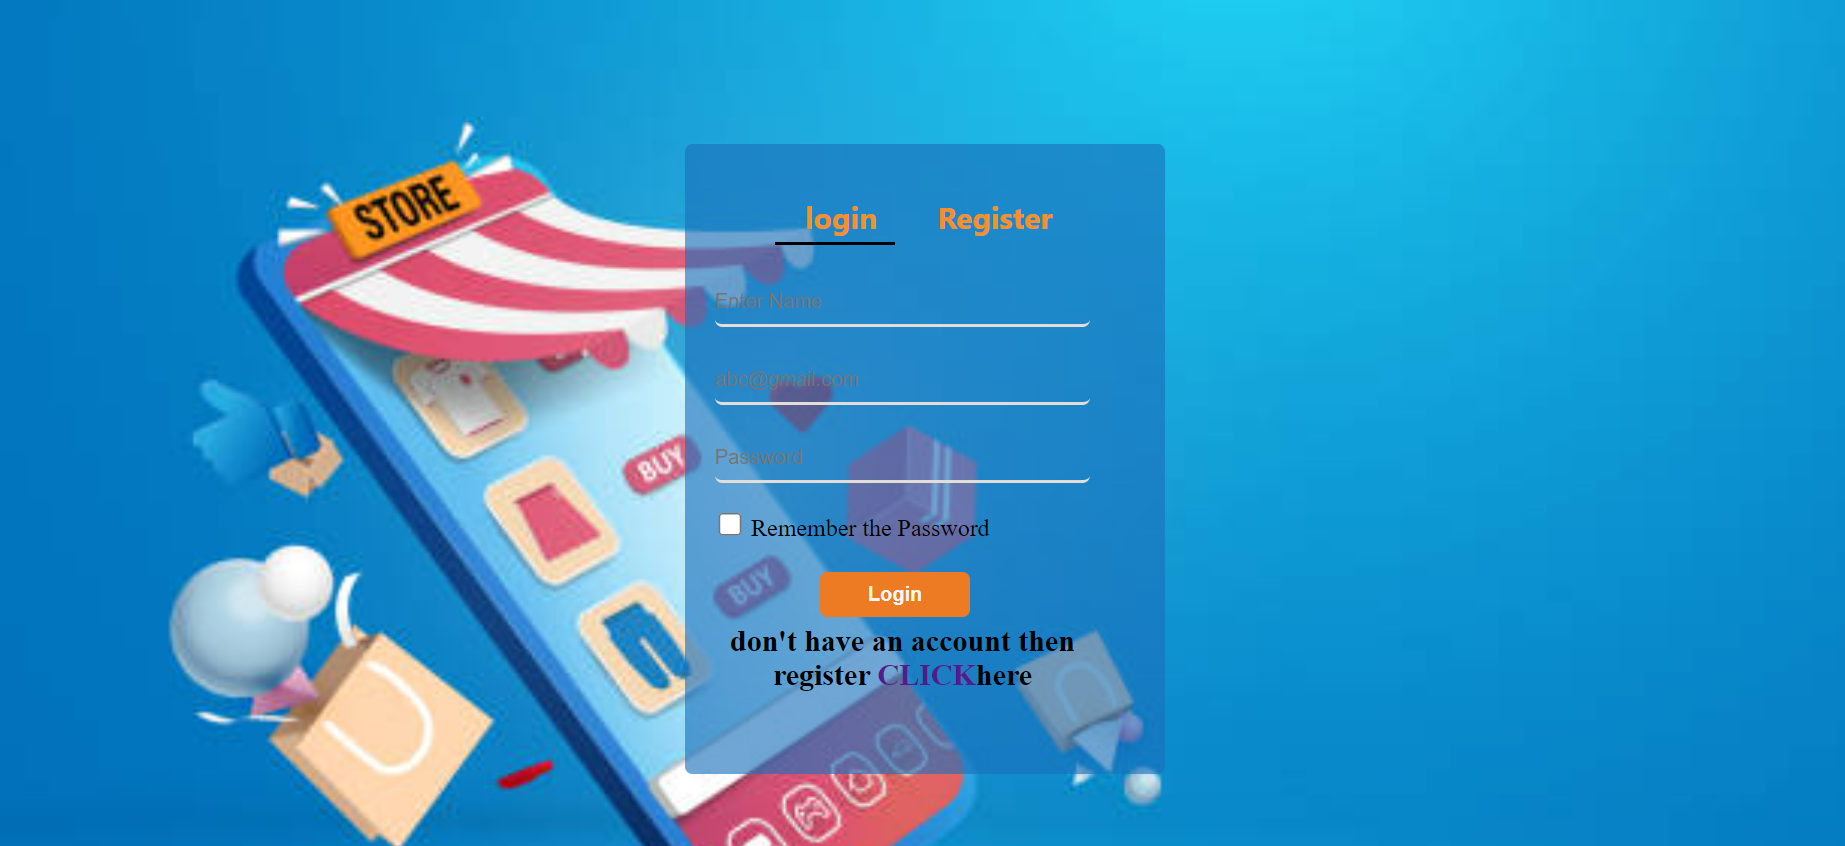 STORE
login Register
Enter Name
abc@gmail.com
Password
BUY
Remember the Password
BUY
Login
don't have an account then
register CLICKhere